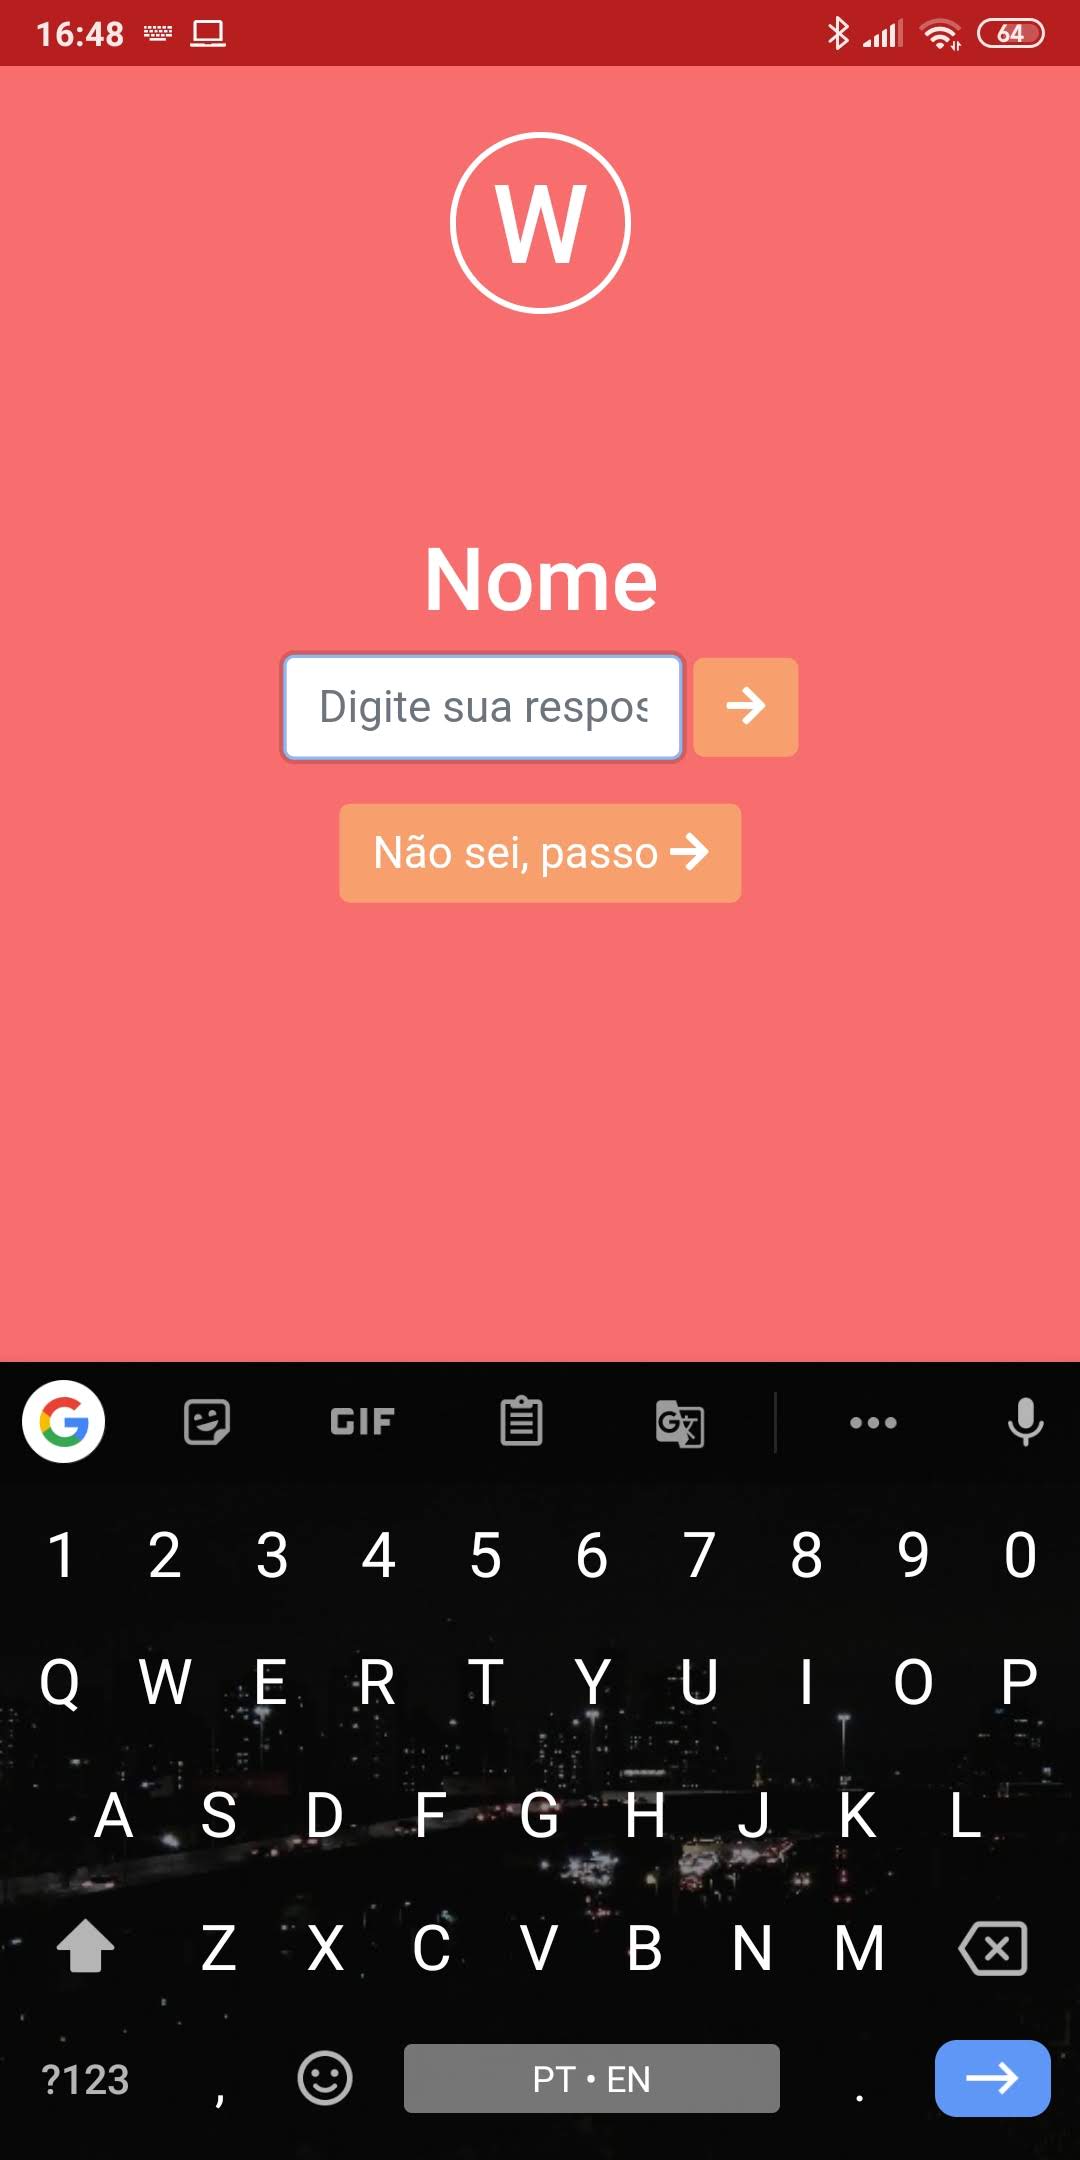 16:48
64
W
Nome
Digite sua respos
Não sei, passo
GIF
1 2 3 4 5 6 7 8 9 0
Q W E R T Y U I O P
A S D F G H J K L
Z X C V B N M
?123 , PT • EN .